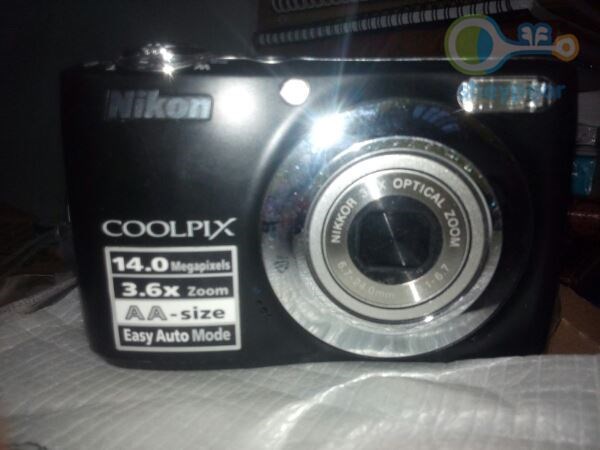 Nikon
COOLPIX
14.0 Megapixels
3.6x Zoom
AA-size
Easy Auto Mode
NIKKOR OPTICAL ZOOM